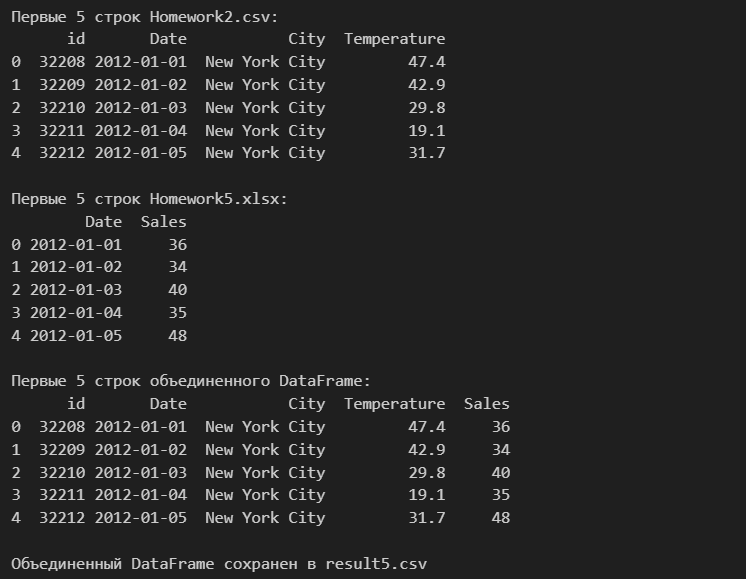 Первые 5 строк Homework2.csv:
      id       Date           City  Temperature
0  32208 2012-01-01  New York City         47.4
1  32209 2012-01-02  New York City         42.9
2  32210 2012-01-03  New York City         29.8
3  32211 2012-01-04  New York City         19.1
4  32212 2012-01-05  New York City         31.7

Первые 5 строк Homework5.xlsx:
        Date  Sales
0 2012-01-01     36
1 2012-01-02     34
2 2012-01-03     40
3 2012-01-04     35
4 2012-01-05     48

Первые 5 строк объединенного DataFrame:
      id       Date           City  Temperature  Sales
0  32208 2012-01-01  New York City         47.4     36
1  32209 2012-01-02  New York City         42.9     34
2  32210 2012-01-03  New York City         29.8     40
3  32211 2012-01-04  New York City         19.1     35
4  32212 2012-01-05  New York City         31.7     48

Объединенный DataFrame сохранен в result5.csv